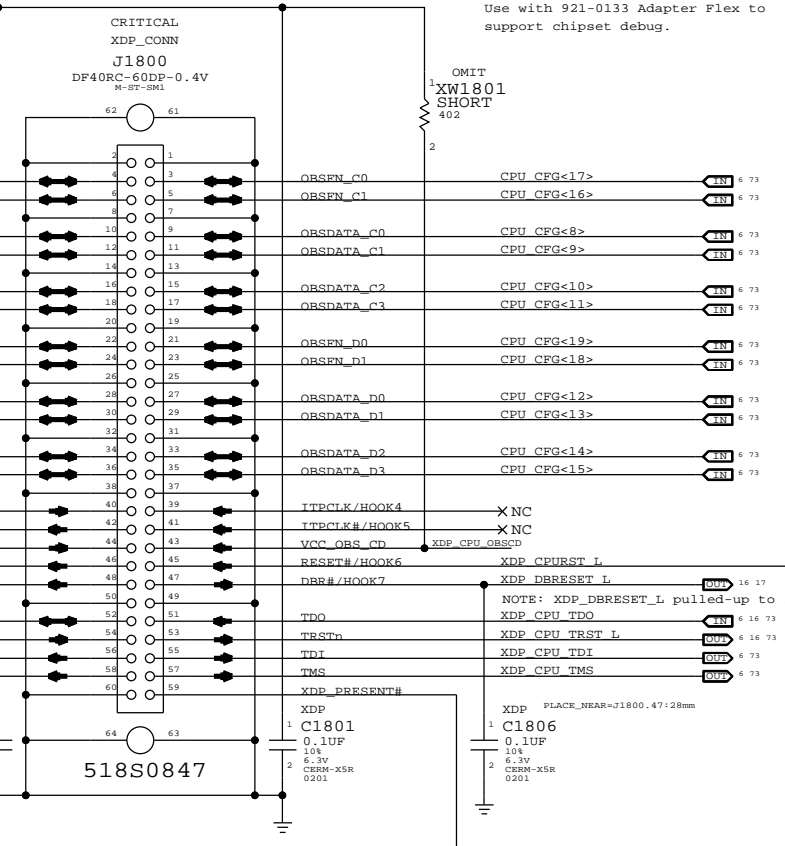 Use with 921-0133 Adapter Flex to
support chipset debug.
CRITICAL
XDP_CONN
J1800
DF40RC-60DP-0.4V
M-ST-SM1
OMIT
1
XW1801
SHORT
402
2
62 61
2 1
4 3 OBSFN_C0 CPU_CFG<17> IN 6 73
6 5 OBSFN_C1 CPU_CFG<16> IN 6 73
8 7
10 9 OBSDATA_C0 CPU_CFG<8> IN 6 73
12 11 OBSDATA_C1 CPU_CFG<9> IN 6 73
14 13
16 15 OBSDATA_C2 CPU_CFG<10> IN 6 73
18 17 OBSDATA_C3 CPU_CFG<11> IN 6 73
20 19
22 21 OBSFN_D0 CPU_CFG<19> IN 6 73
24 23 OBSFN_D1 CPU_CFG<18> IN 6 73
26 25
28 27 OBSDATA_D0 CPU_CFG<12> IN 6 73
30 29 OBSDATA_D1 CPU_CFG<13> IN 6 73
32 31
34 33 OBSDATA_D2 CPU_CFG<14> IN 6 73
36 35 OBSDATA_D3 CPU_CFG<15> IN 6 73
38 37
40 39 ITPCLK/HOOK4 NC
42 41 ITPCLK#/HOOK5 NC
44 43 VCC_OBS_CD XDP_CPU_OBSCD
46 45 RESET#/HOOK6 XDP_CPURST_L
48 47 DBR#/HOOK7 XDP_DBRESET_L OUT 16 17
50 49 NOTE: XDP_DBRESET_L pulled-up to
52 51 TDO XDP_CPU_TDO IN 6 16 73
54 53 TRSTn XDP_CPU_TRST_L OUT 6 16 73
56 55 TDI XDP_CPU_TDI OUT 6 73
58 57 TMS XDP_CPU_TMS OUT 6 73
60 59 XDP_PRESENT#
64 63
518S0847
XDP
1 C1801
0.1UF
10%
6.3V
2 CERM-X5R
0201
XDP PLACE_NEAR=J1800.47:28mm
1 C1806
0.1UF
10%
6.3V
2 CERM-X5R
0201